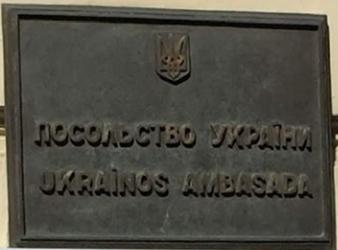 ПОСОЛЬСТВО УКРАЇНИ
UKRAINOS AMBASADA